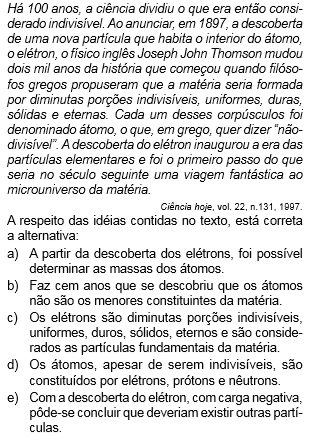 Há 100 anos, a ciência dividiu o que era então consi-
derado indivisível. Ao anunciar, em 1897, a descoberta
de uma nova partícula que habita o interior do átomo,
o elétron, o físico inglês Joseph John Thomson mudou
dois mil anos da história que começou quando filóso-
fos gregos propuseram que a matéria seria formada
por diminutas porções indivisíveis, uniformes, duras,
sólidas e eternas. Cada um desses corpúsculos foi
denominado átomo, o que, em grego, quer dizer “não-
divisível”. A descoberta do elétron inaugurou a era das
partículas elementares e foi o primeiro passo do que
seria no século seguinte uma viagem fantástica ao
microuniverso da matéria.
Ciência hoje, vol. 22, n.131, 1997.
A respeito das idéias contidas no texto, está correta
a alternativa:
a) A partir da descoberta dos elétrons, foi possível
determinar as massas dos átomos.
b) Faz cem anos que se descobriu que os átomos
não são os menores constituintes da matéria.
c) Os elétrons são diminutas porções indivisíveis,
uniformes, duros, sólidos, eternos e são conside-
rados as partículas fundamentais da matéria.
d) Os átomos, apesar de serem indivisíveis, são
constituídos por elétrons, prótons e nêutrons.
e) Com a descoberta do elétron, com carga negativa,
pôde-se concluir que deveriam existir outras partí-
culas.